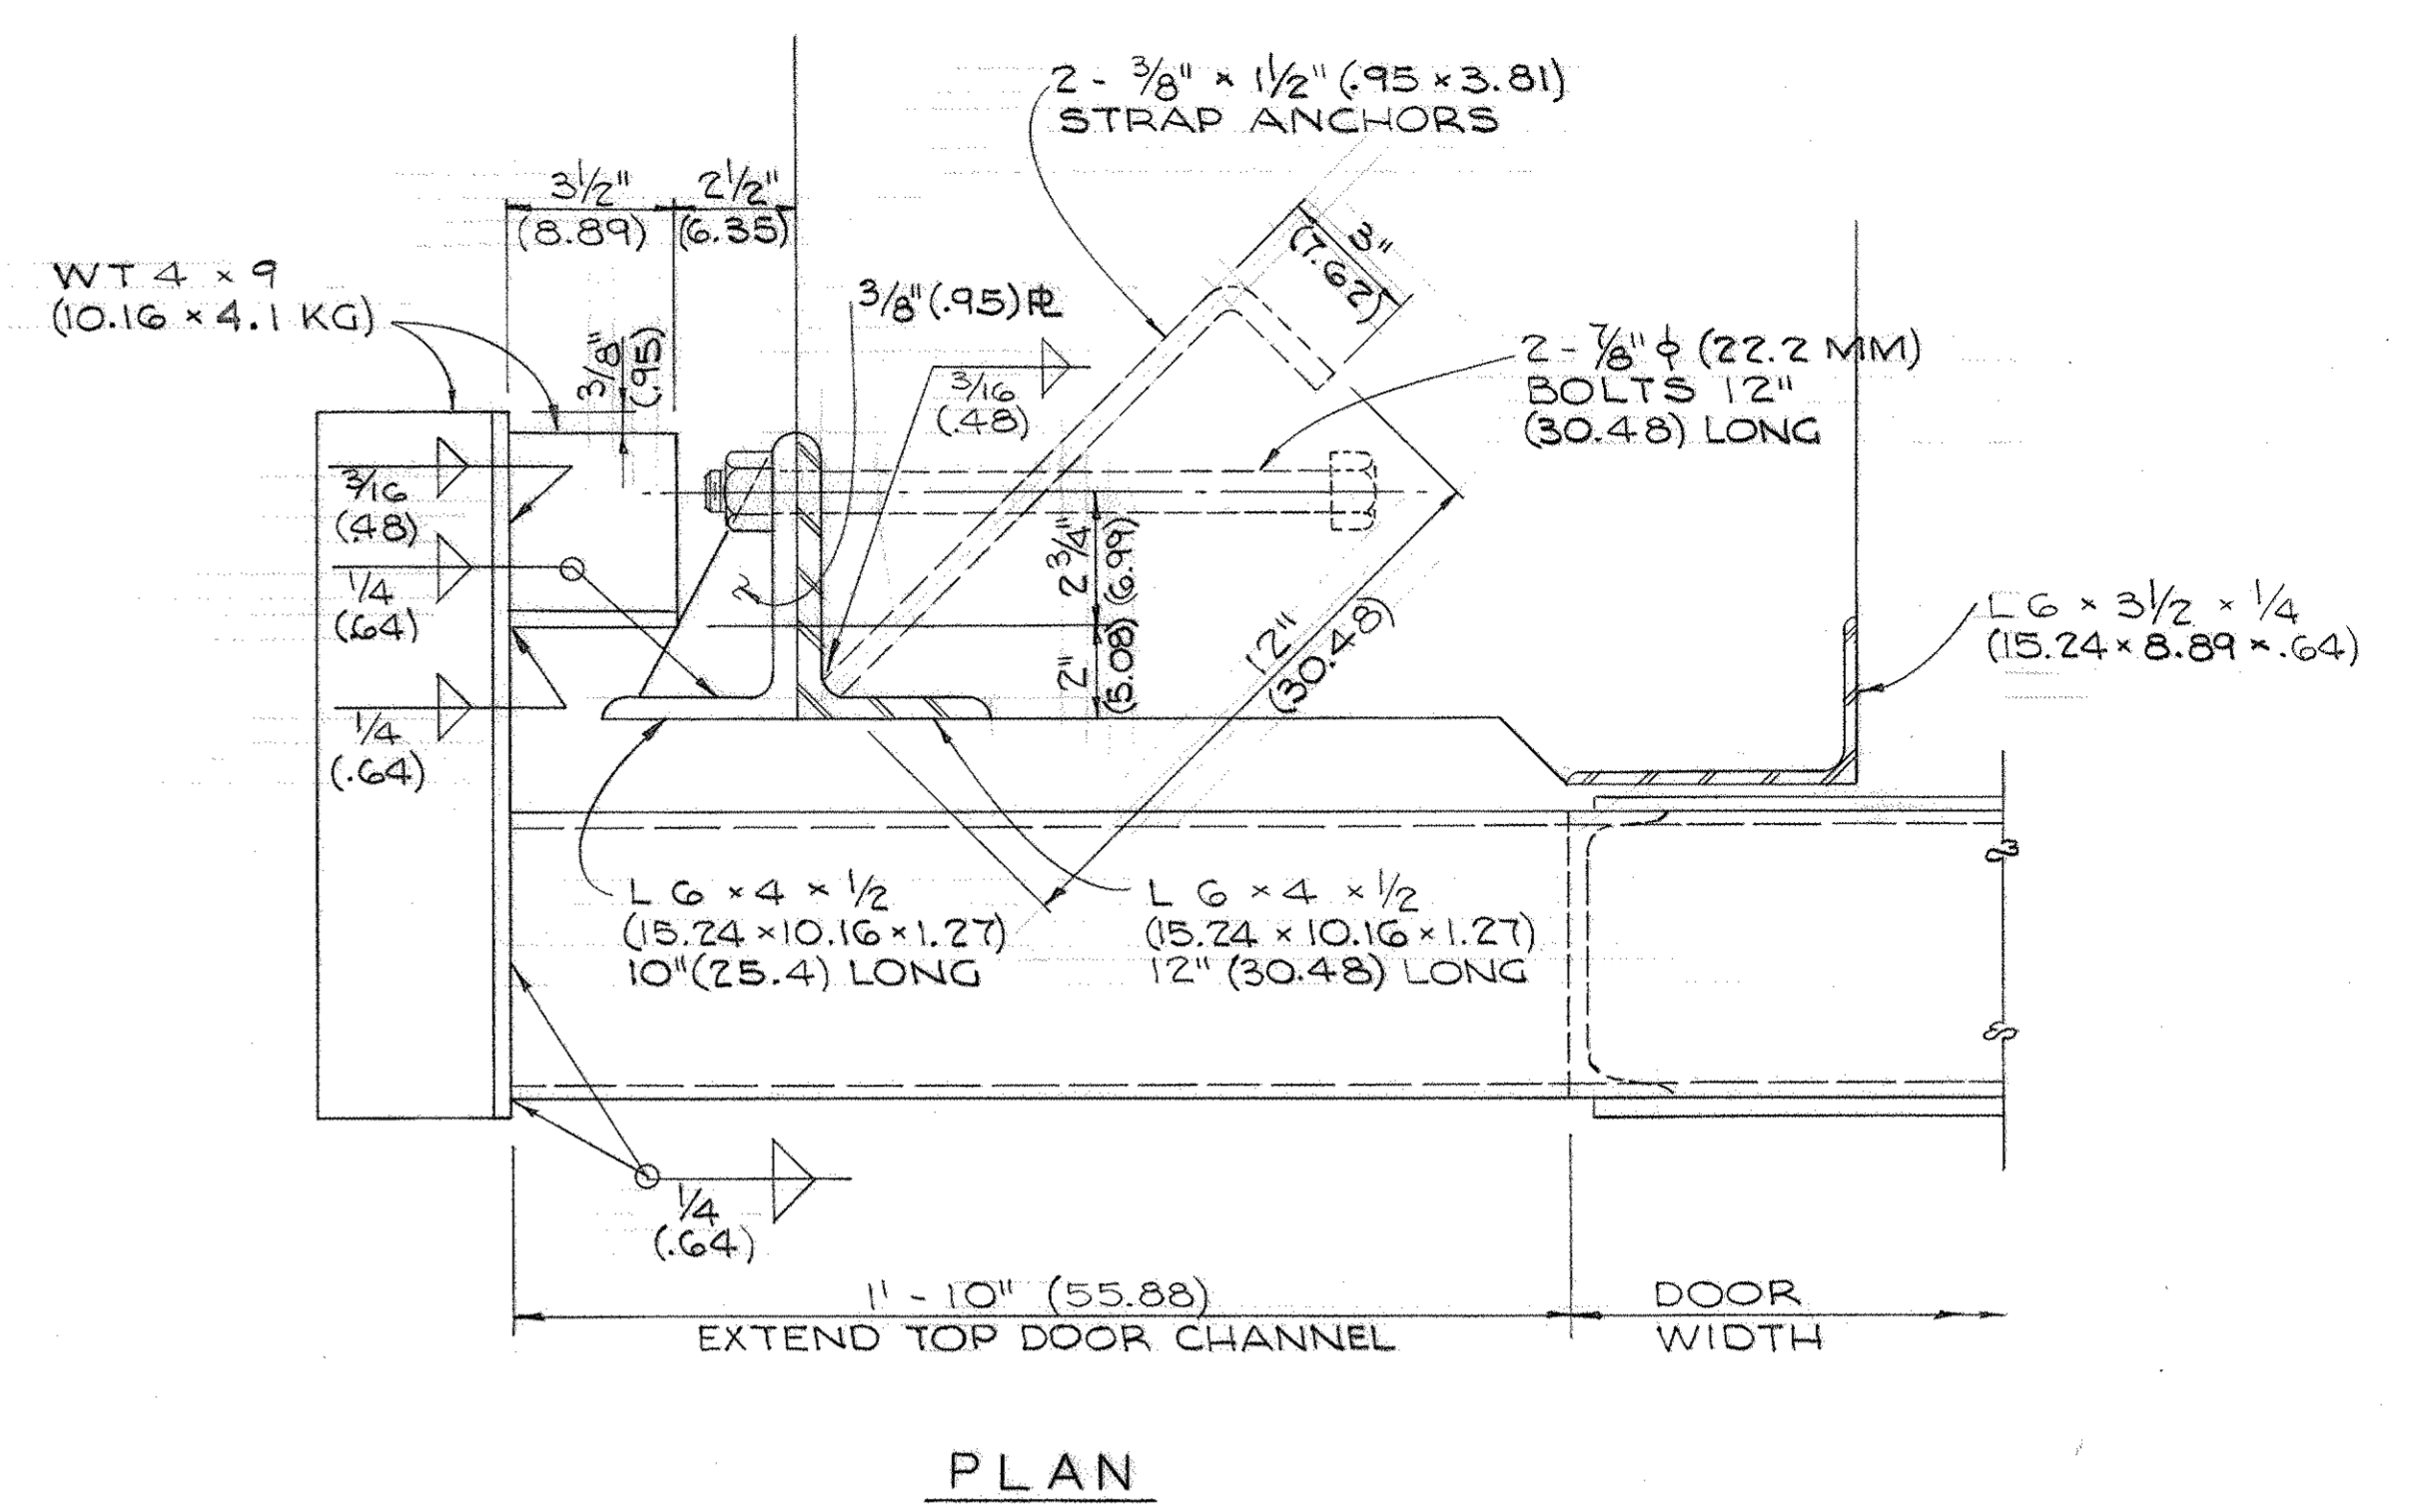 2 - 3/8" × 1 1/2" (.95 × 3.81)
STRAP ANCHORS
3 1/2"
(8.89)
2 1/2"
(6.35)
3"
(7.62)
WT 4 × 9
(10.16 × 4.1 KG)
3/8"
(.95)
3/8" (.95) ℄
3/16
(.48)
2 - 7/8" ϕ (22.2 MM)
BOLTS 12"
(30.48) LONG
3/16
(.48)
1/4
(.64)
1/4
(.64)
2 3/4"
(6.99)
2"
(5.08)
12"
(30.48)
L 6 × 3 1/2 × 1/4
(15.24 × 8.89 × .64)
L 6 × 4 × 1/2
(15.24 × 10.16 × 1.27)
10" (25.4) LONG
L 6 × 4 × 1/2
(15.24 × 10.16 × 1.27)
12" (30.48) LONG
1/4
(.64)
1' - 10" (55.88)
EXTEND TOP DOOR CHANNEL
DOOR
WIDTH
PLAN